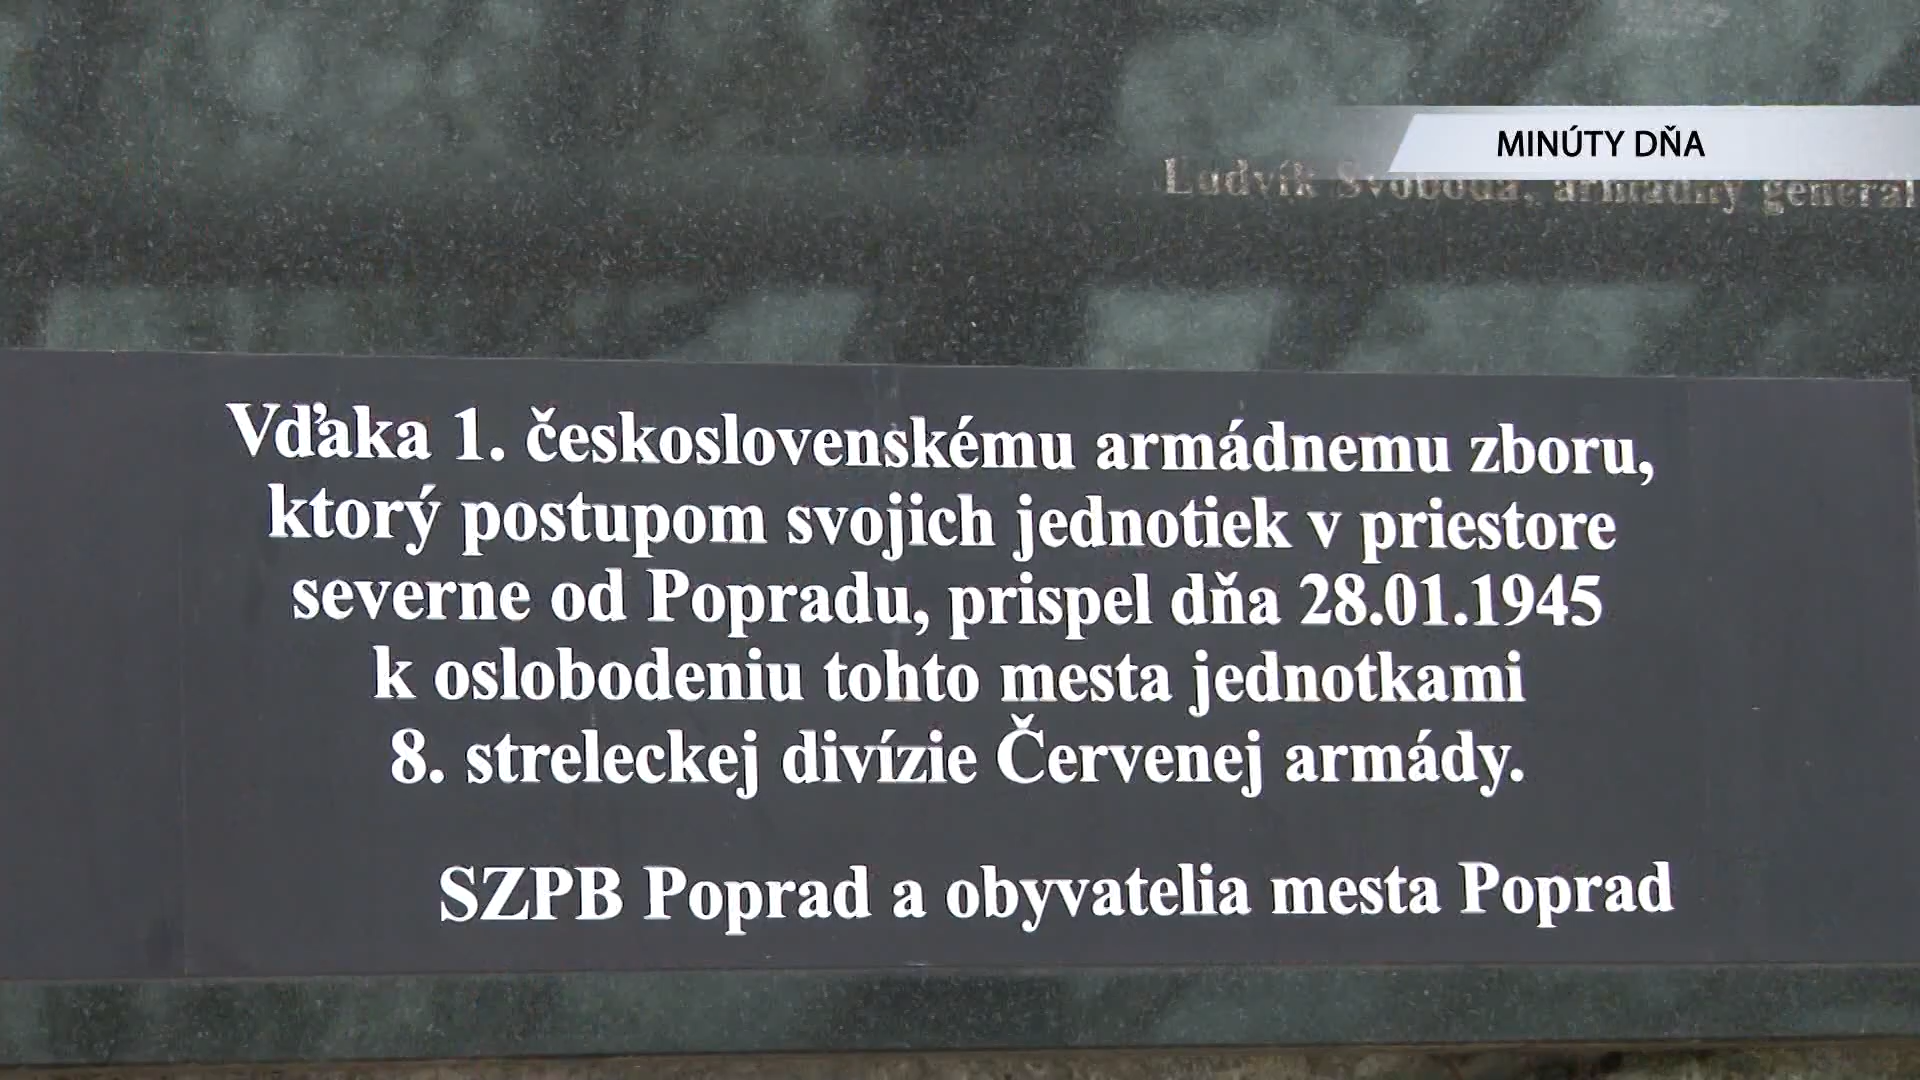 MINÚTY DŇA
Ludvík Svoboda, armádny generál
Vďaka 1. československému armádnemu zboru,
ktorý postupom svojich jednotiek v priestore
severne od Popradu, prispel dňa 28.01.1945
k oslobodeniu tohto mesta jednotkami
8. streleckej divízie Červenej armády.
SZPB Poprad a obyvatelia mesta Poprad